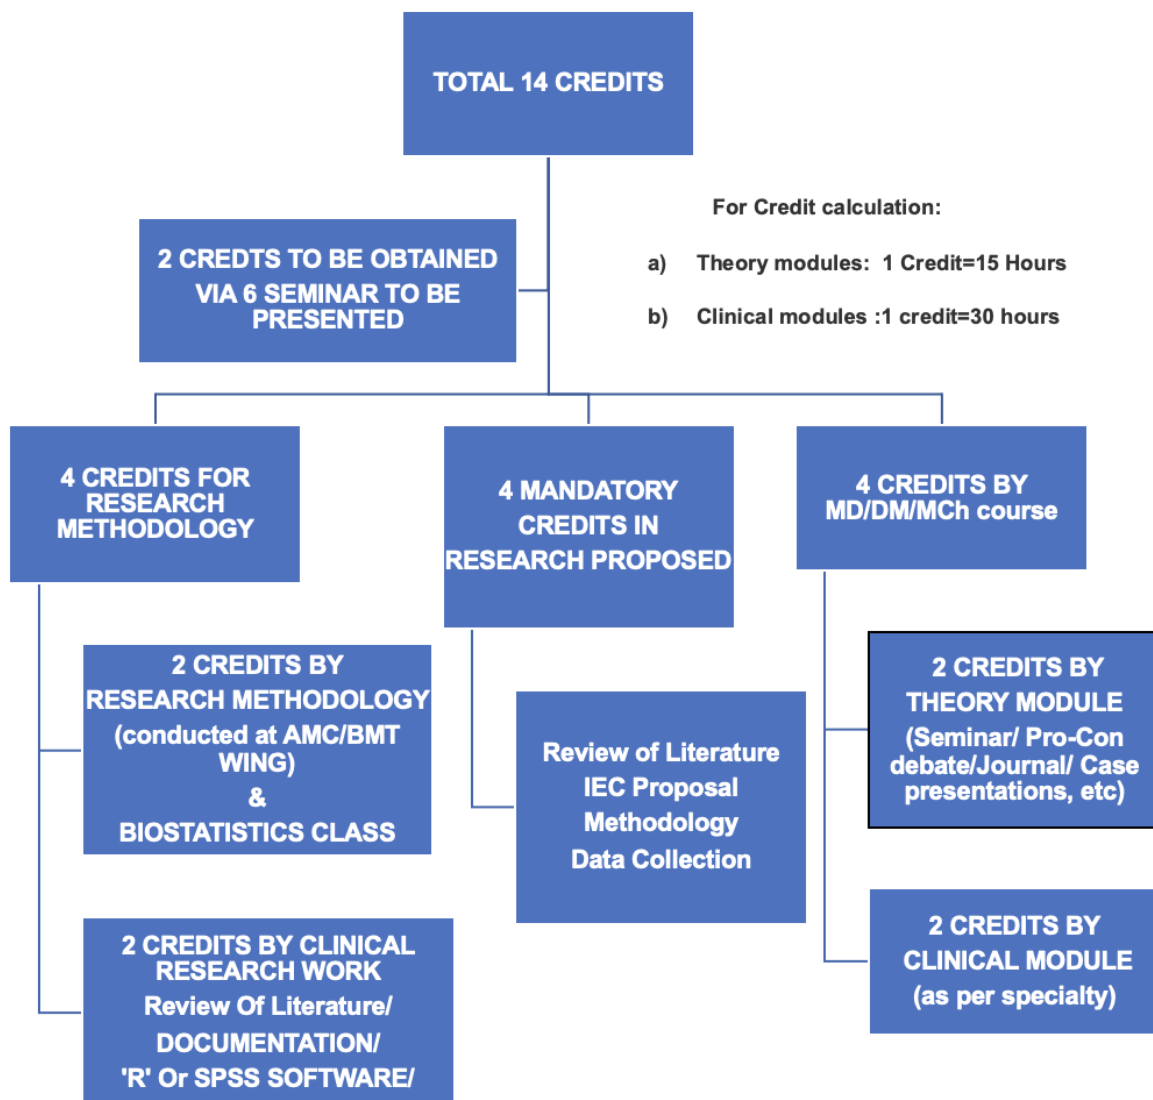 TOTAL 14 CREDITS
For Credit calculation:
a) Theory modules: 1 Credit=15 Hours
b) Clinical modules :1 credit=30 hours
2 CREDTS TO BE OBTAINED
VIA 6 SEMINAR TO BE
PRESENTED
4 CREDITS FOR
RESEARCH
METHODOLOGY
4 MANDATORY
CREDITS IN
RESEARCH PROPOSED
4 CREDITS BY
MD/DM/MCh course
2 CREDITS BY
RESEARCH METHODOLOGY
(conducted at AMC/BMT
WING)
&
BIOSTATISTICS CLASS
2 CREDITS BY CLINICAL
RESEARCH WORK
Review Of Literature/
DOCUMENTATION/
'R' Or SPSS SOFTWARE/
Review of Literature
IEC Proposal
Methodology
Data Collection
2 CREDITS BY
THEORY MODULE
(Seminar/ Pro-Con
debate/Journal/ Case
presentations, etc)
2 CREDITS BY
CLINICAL MODULE
(as per specialty)